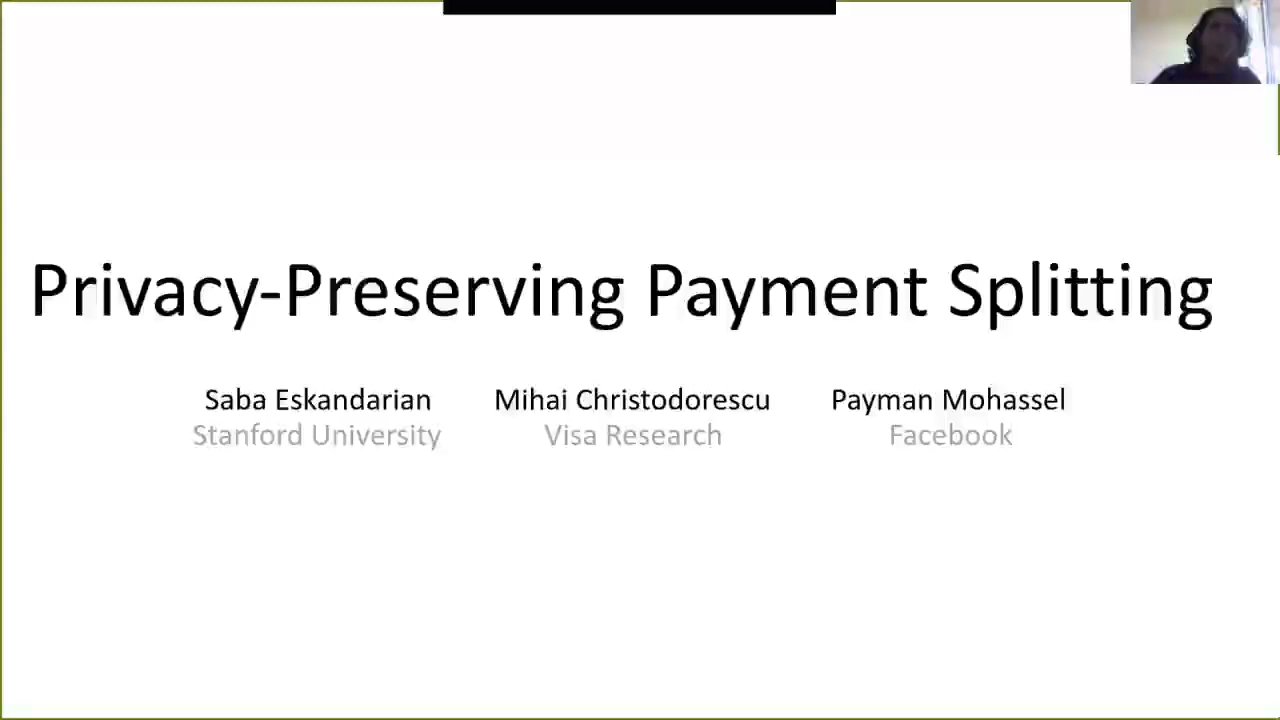 Privacy-Preserving Payment Splitting
Saba Eskandarian Mihai Christodorescu Payman Mohassel
Stanford University Visa Research Facebook